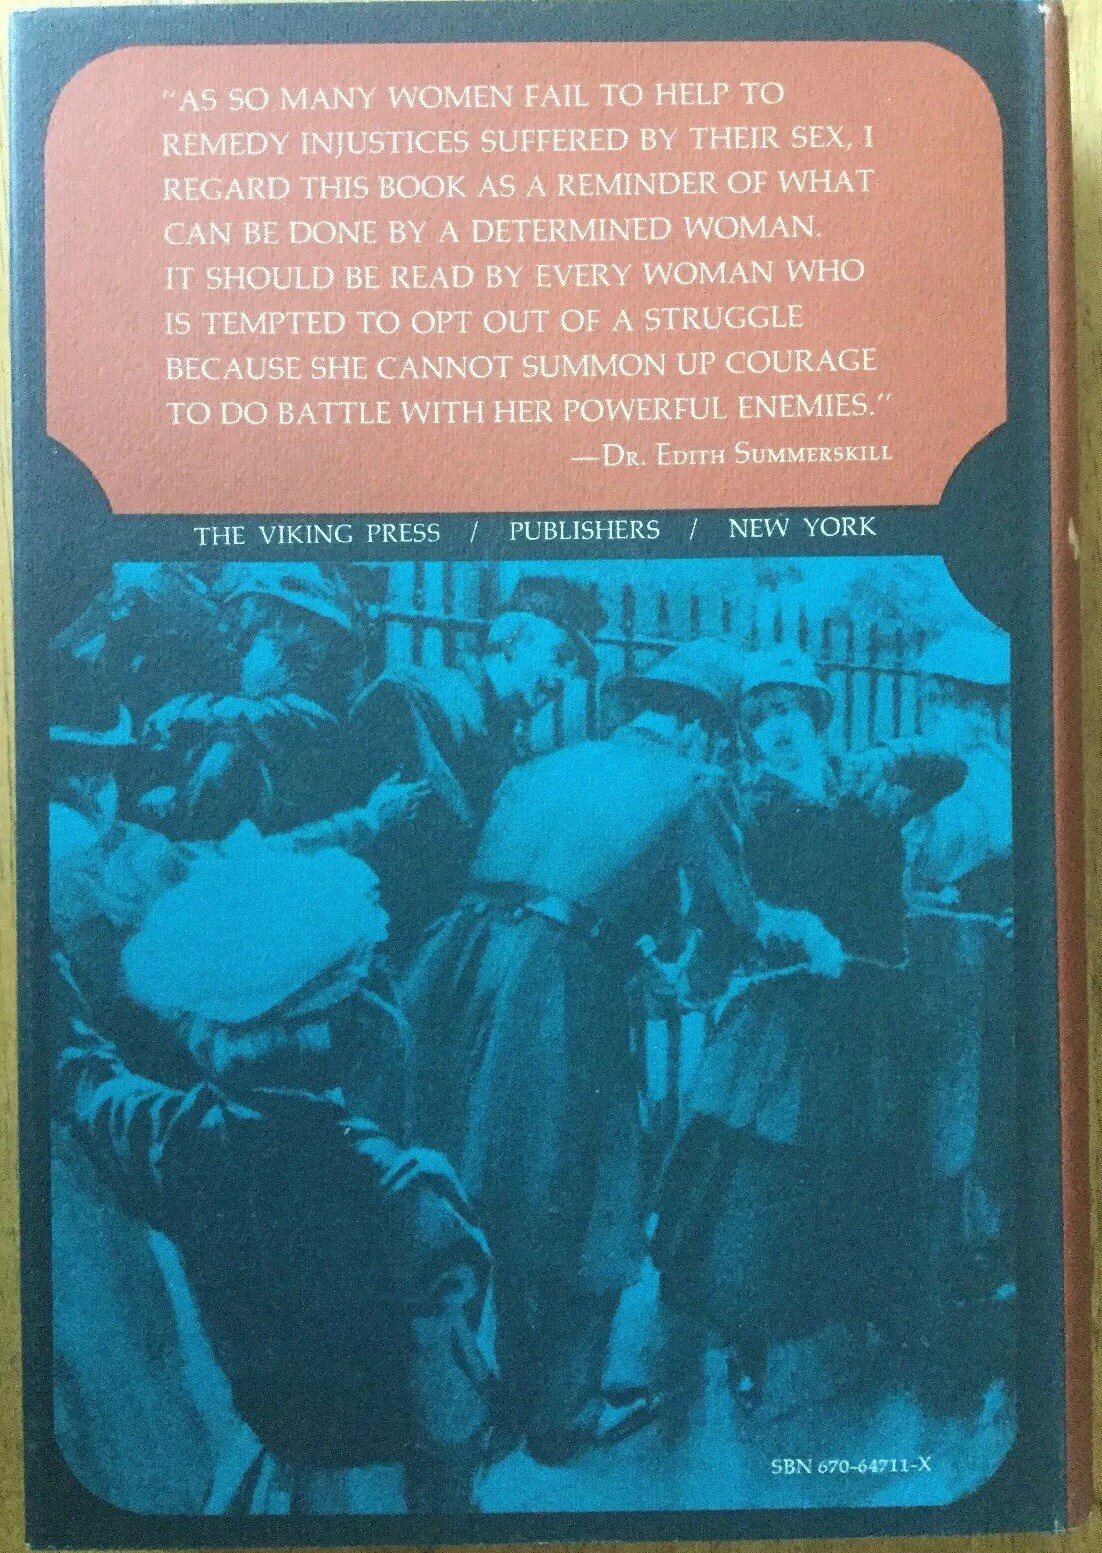 "AS SO MANY WOMEN FAIL TO HELP TO
REMEDY INJUSTICES SUFFERED BY THEIR SEX, I
REGARD THIS BOOK AS A REMINDER OF WHAT
CAN BE DONE BY A DETERMINED WOMAN.
IT SHOULD BE READ BY EVERY WOMAN WHO
IS TEMPTED TO OPT OUT OF A STRUGGLE
BECAUSE SHE CANNOT SUMMON UP COURAGE
TO DO BATTLE WITH HER POWERFUL ENEMIES."
—DR. EDITH SUMMERSKILL
THE VIKING PRESS / PUBLISHERS / NEW YORK
SBN 670-64711-X